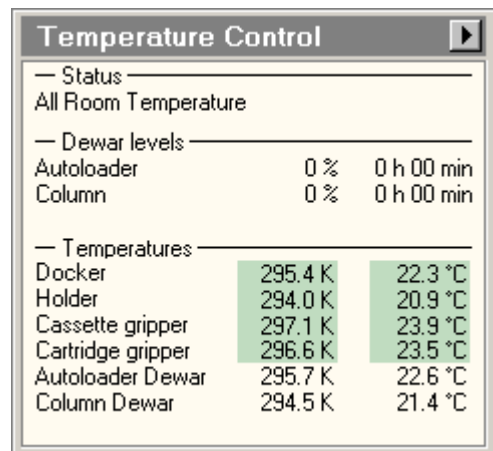 Temperature Control
Status
All Room Temperature
Dewar levels
Autoloader 0 % 0 h 00 min
Column 0 % 0 h 00 min
Temperatures
Docker 295.4 K 22.3 °C
Holder 294.0 K 20.9 °C
Cassette gripper 297.1 K 23.9 °C
Cartridge gripper 296.6 K 23.5 °C
Autoloader Dewar 295.7 K 22.6 °C
Column Dewar 294.5 K 21.4 °C